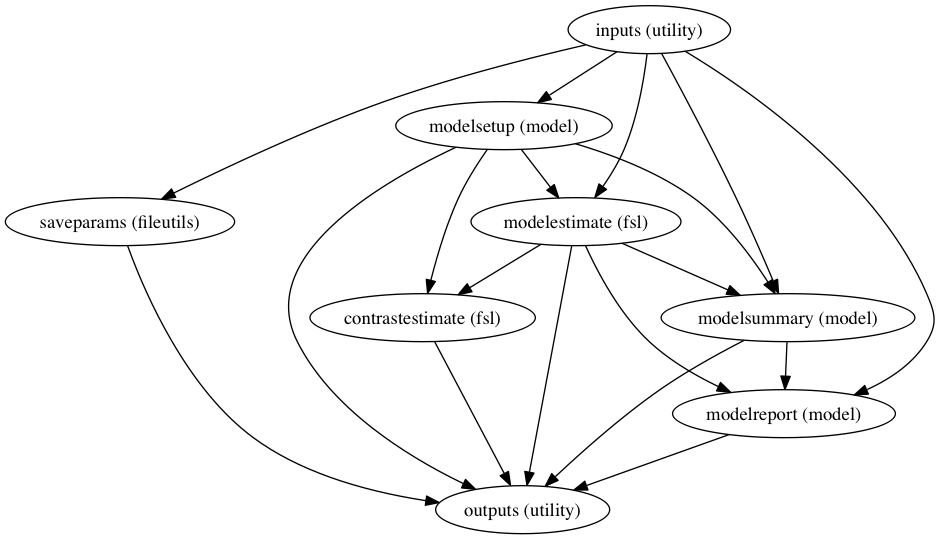 inputs (utility)
modelsetup (model)
saveparams (fileutils)
modelestimate (fsl)
contrastestimate (fsl)
modelsummary (model)
modelreport (model)
outputs (utility)